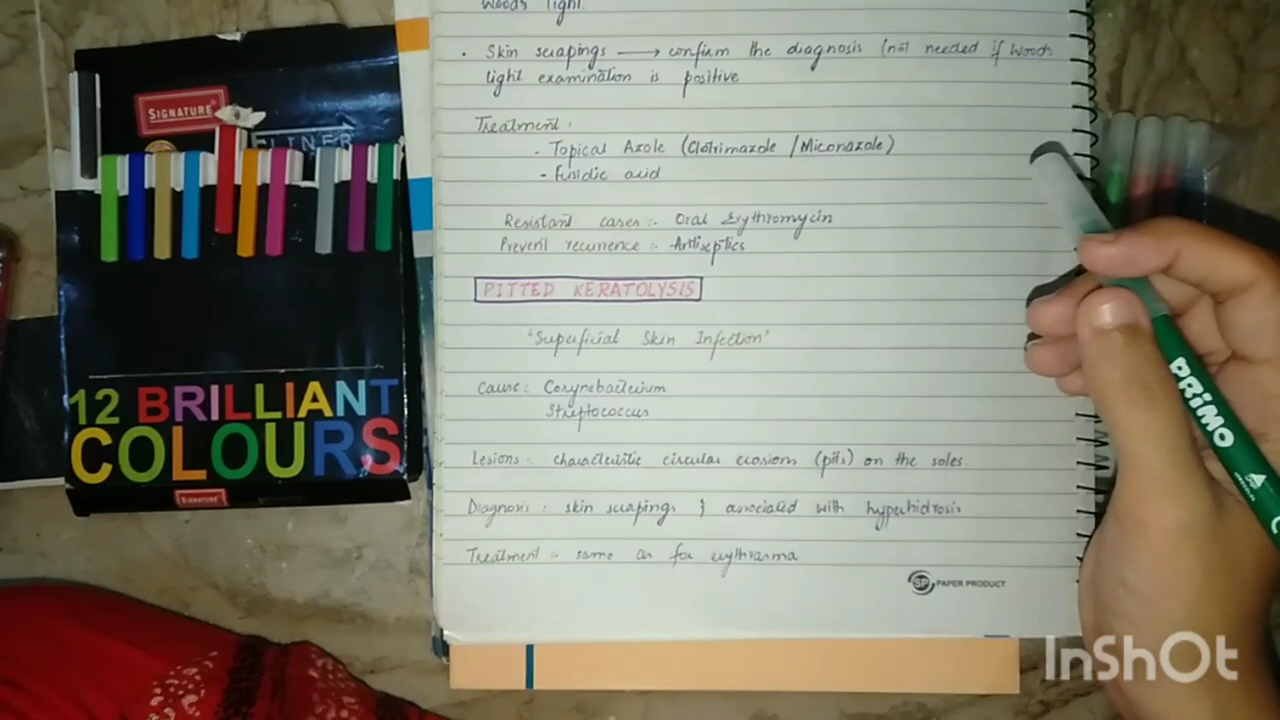 Woods light.
• Skin scrapings → confirm the diagnosis (not needed if Woods
light examination is positive
Treatment:
- Topical Azole (Clotrimazole / Miconazole)
- Fusidic acid
Resistant cases :- Oral Erythromycin
Prevent recurrence :- Antiseptics
PITTED KERATOLYSIS
'Superficial Skin Infection'
Cause : Corynebacterium
Streptococcus
Lesions : characteristic circular erosions (pits) on the soles
Diagnosis : skin scrapings & associated with hyperhidrosis
Treatment :- same as for erythrasma
SP PAPER PRODUCT
SIGNATURE
LINER
12 BRILLIANT
COLOURS
SIGNATURE
PRIMO
InShOt